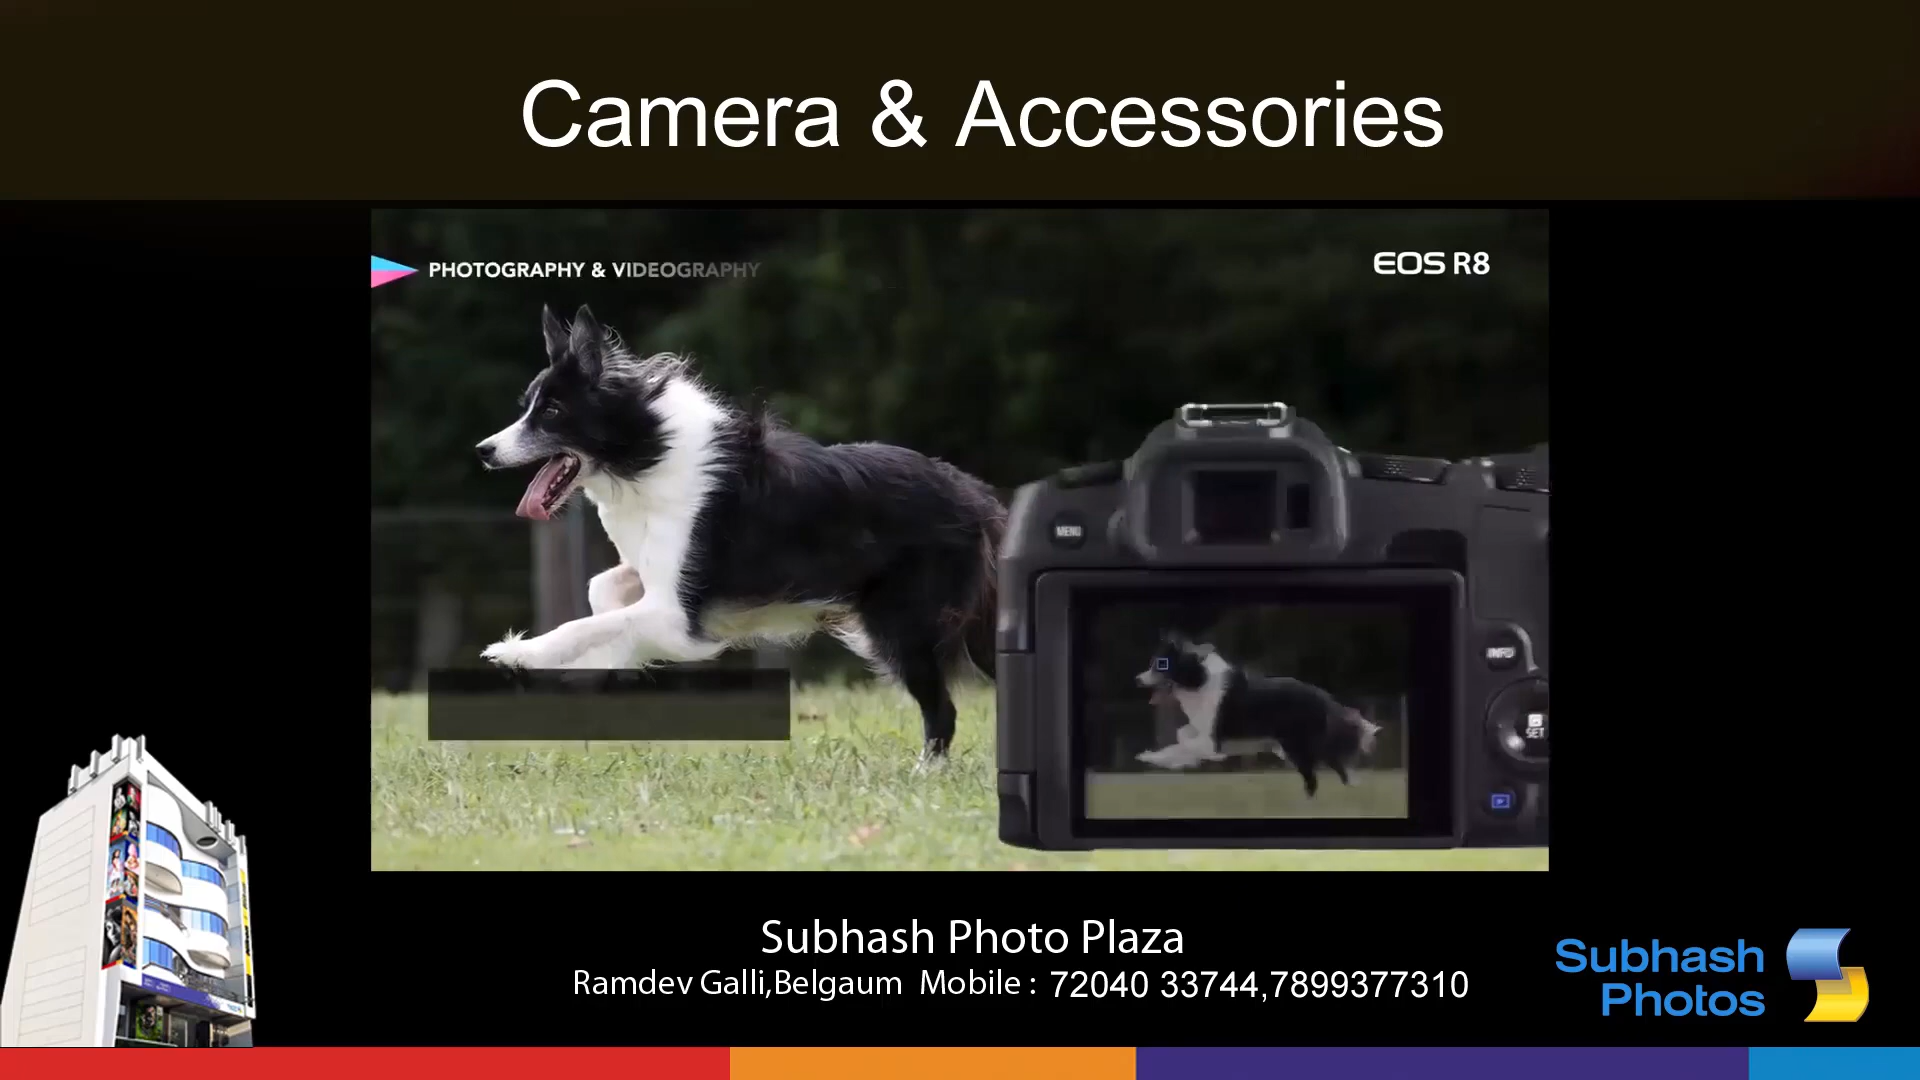 Camera & Accessories
PHOTOGRAPHY & VIDEOGRAPHY
EOS R8
MENU
INFO
SET
Subhash Photo Plaza
Ramdev Galli,Belgaum Mobile : 72040 33744,7899377310
Subhash
Photos